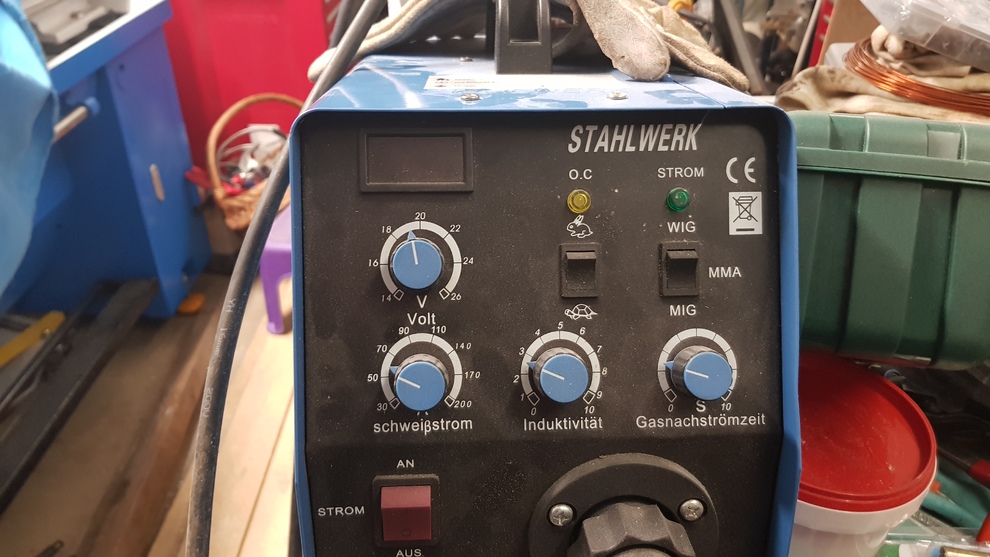 STAHLWERK
O.C
STROM
CE
WIG
MMA
MIG
14 16 18 20 22 24 26
V
Volt
30 50 70 90 110 140 170 200
A
schweiβstrom
0 1 2 3 4 5 6 7 8 9 10
Induktivität
0 10
S
Gasnachströmzeit
AN
STROM
AUS